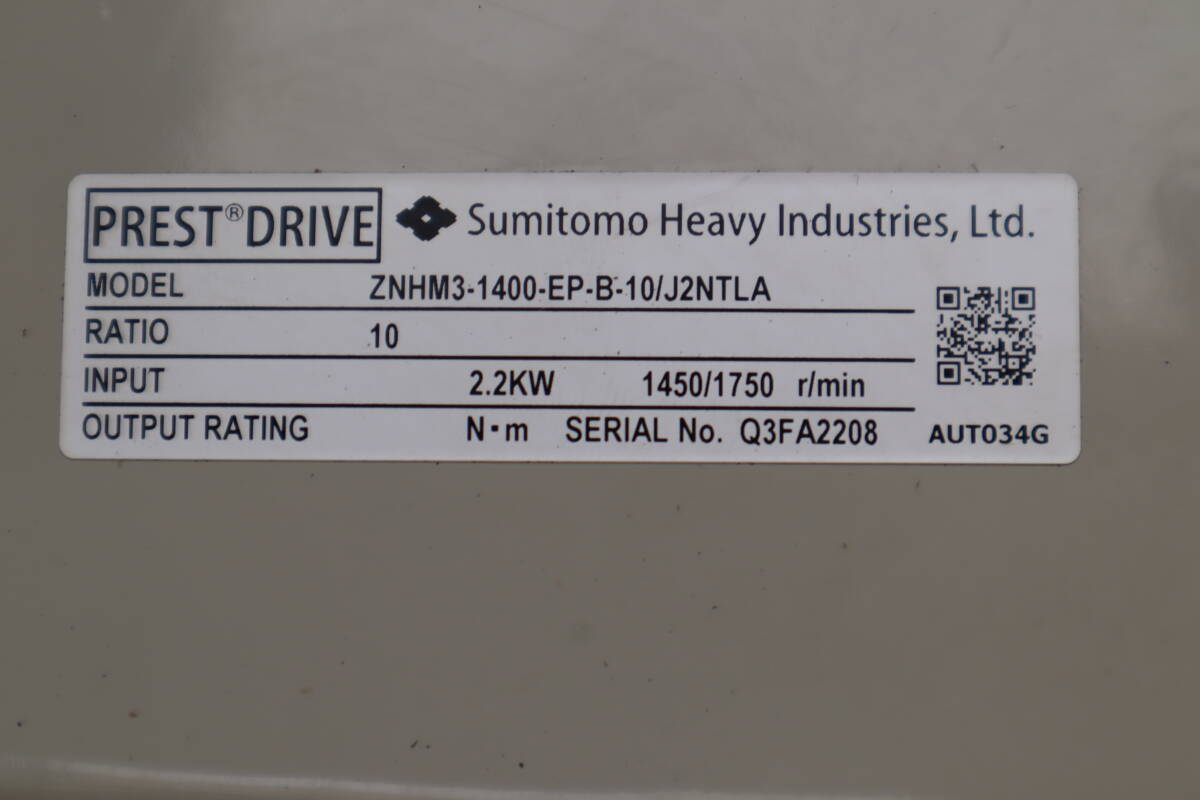 PREST®DRIVE Sumitomo Heavy Industries, Ltd.
MODEL ZNHM3-1400-EP-B-10/J2NTLA
RATIO 10
INPUT 2.2KW 1450/1750 r/min
OUTPUT RATING N・m SERIAL No. Q3FA2208 AUT034G